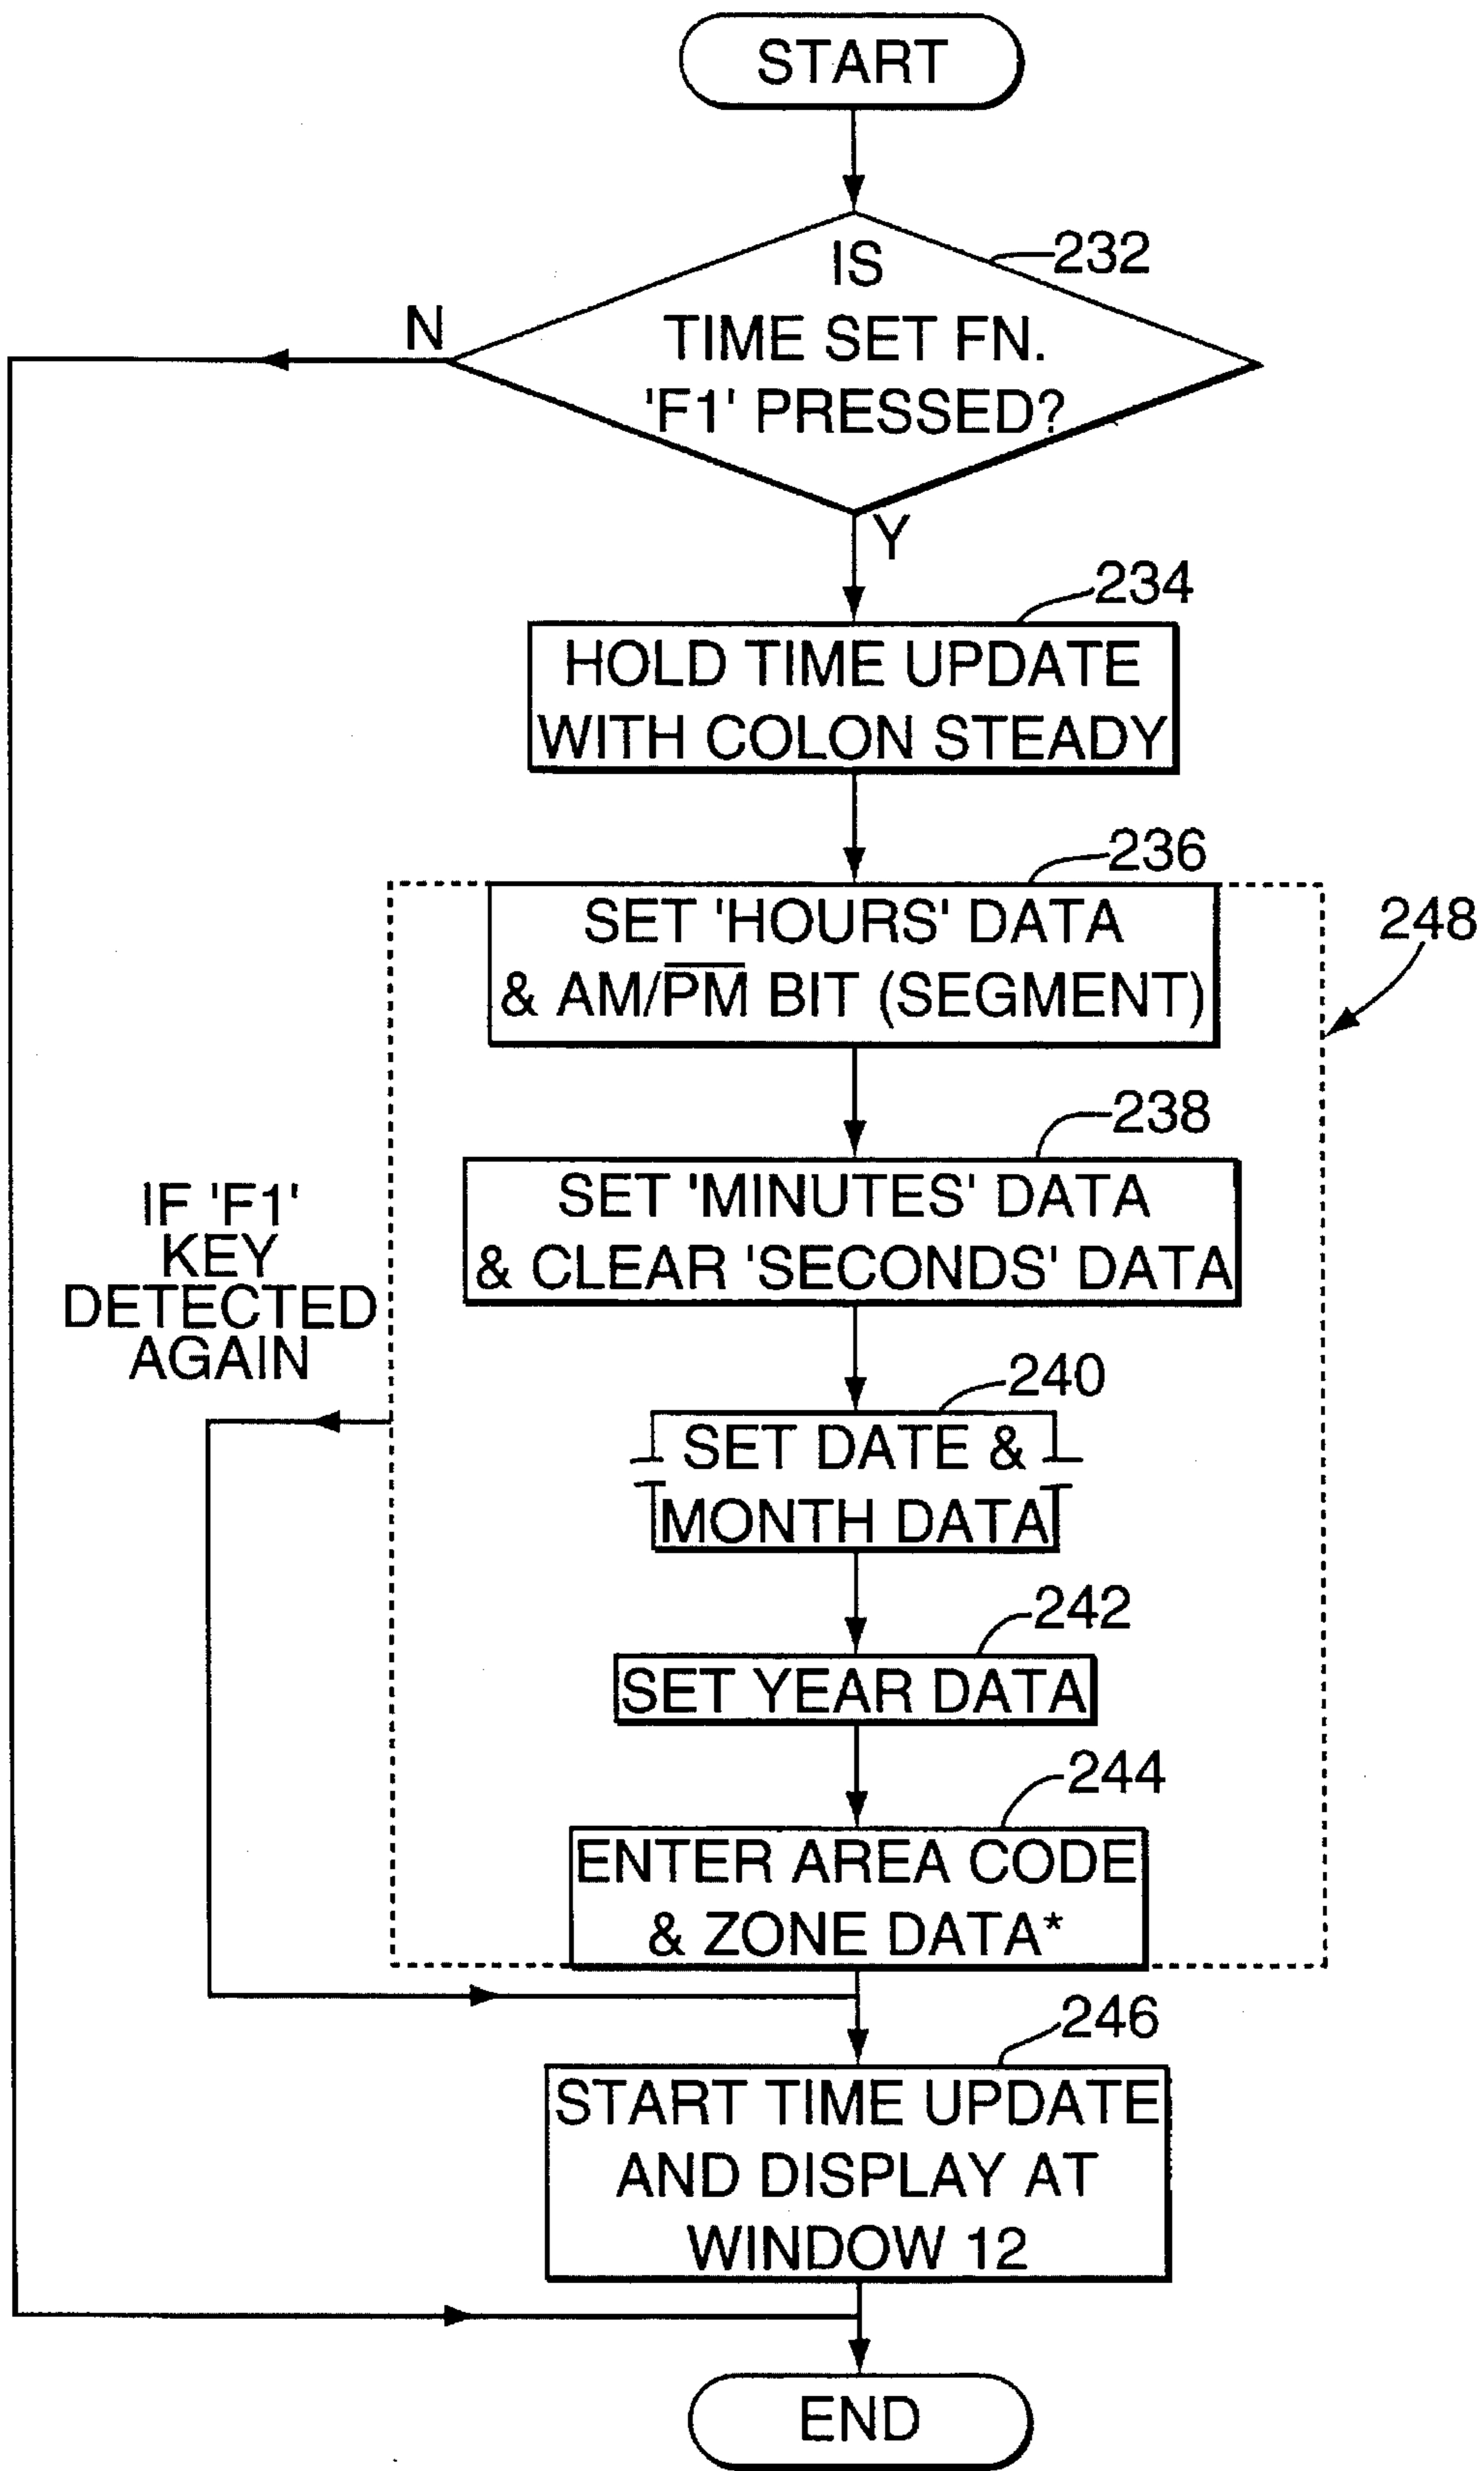 START
IS
232
N
TIME SET FN.
'F1' PRESSED?
Y
234
HOLD TIME UPDATE
WITH COLON STEADY
236
SET 'HOURS' DATA
248
& AM/P̅M̅ BIT (SEGMENT)
238
SET 'MINUTES' DATA
& CLEAR 'SECONDS' DATA
IF 'F1'
KEY
DETECTED
AGAIN
240
SET DATE &
MONTH DATA
242
SET YEAR DATA
244
ENTER AREA CODE
& ZONE DATA*
246
START TIME UPDATE
AND DISPLAY AT
WINDOW 12
END